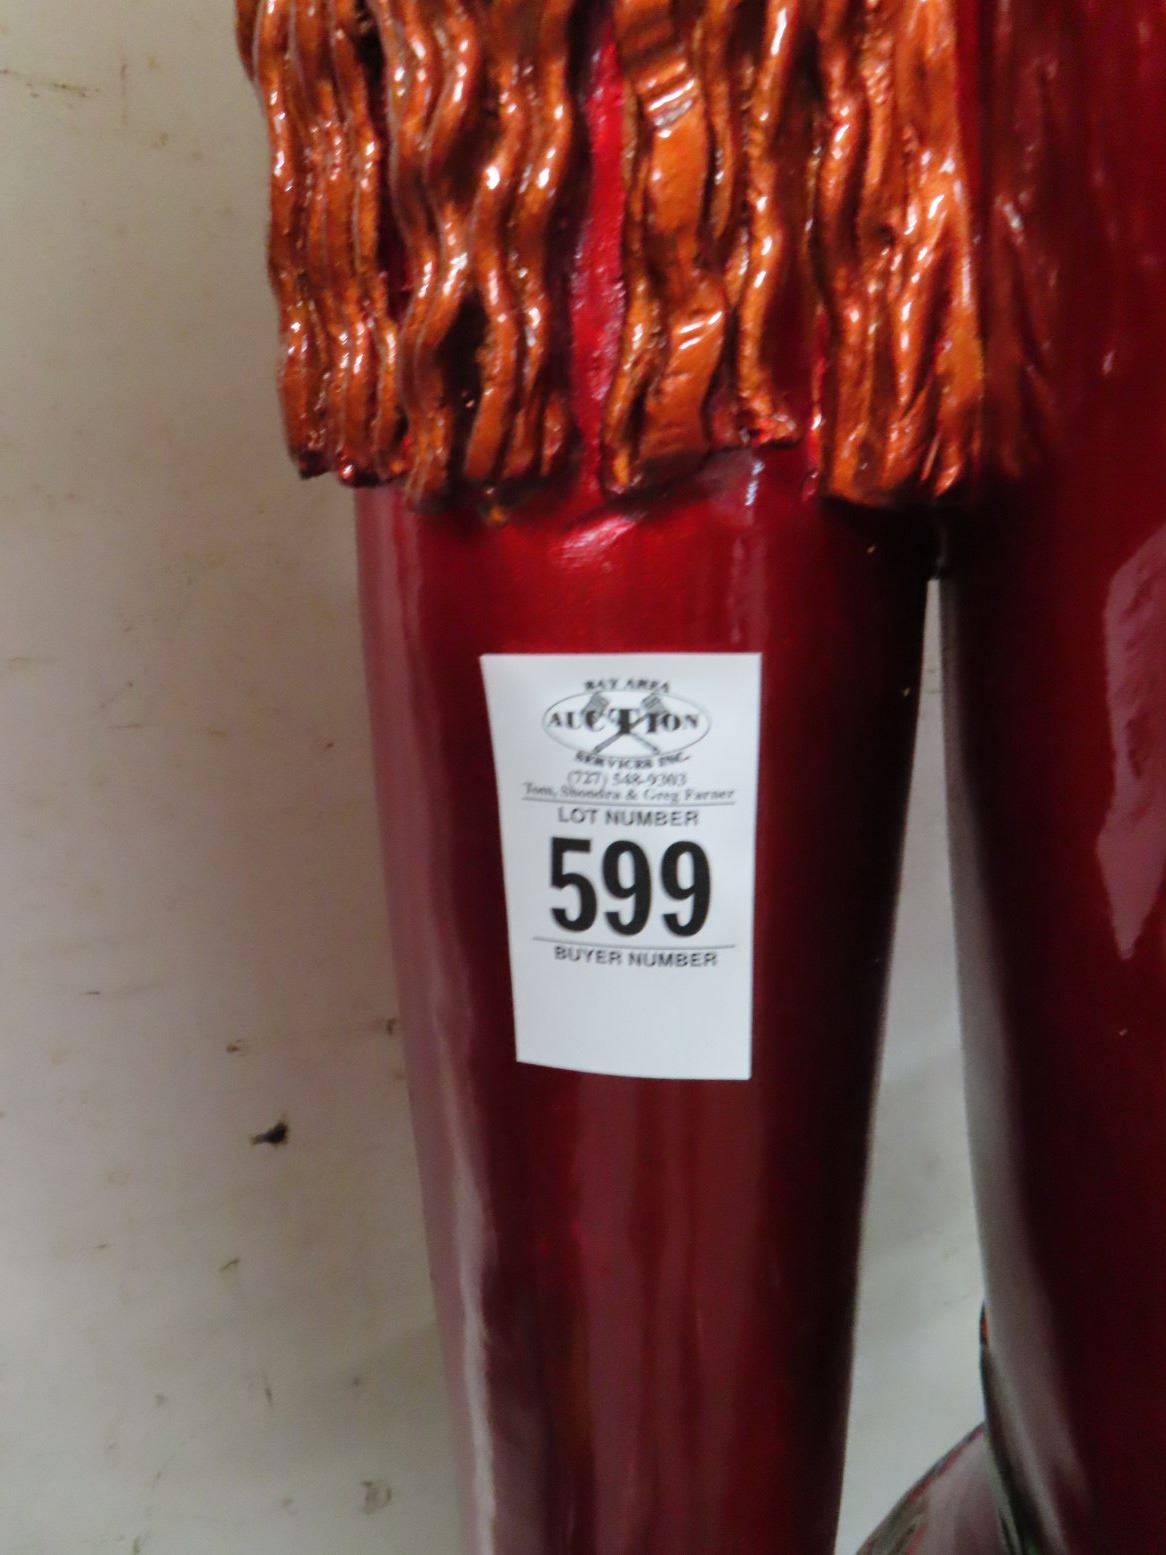 BAY AREA
AUCTION
SERVICES INC.
(727) 548-9303
Tom, Shondra & Greg Farner
LOT NUMBER
599
BUYER NUMBER